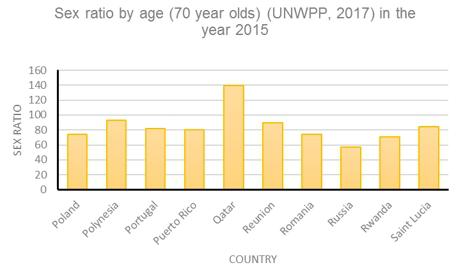 Sex ratio by age (70 year olds) (UNWPP, 2017) in the
year 2015
160
140
120
100
80
60
40
20
0
SEX RATIO
Poland
Polynesia
Portugal
Puerto Rico
Qatar
Reunion
Romania
Russia
Rwanda
Saint Lucia
COUNTRY